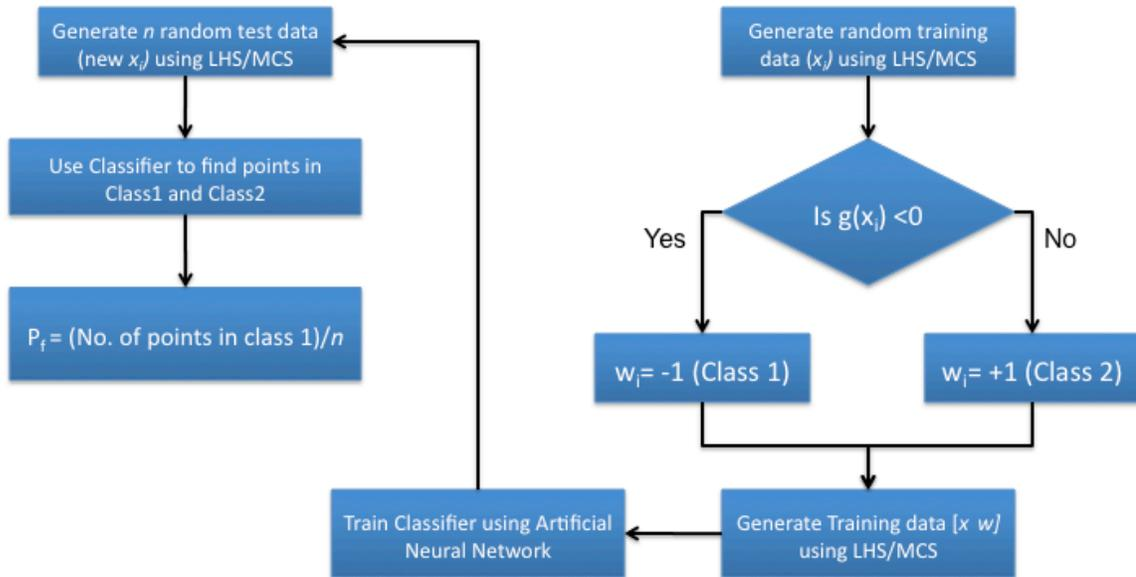 Generate n random test data
(new xᵢ) using LHS/MCS
Use Classifier to find points in
Class1 and Class2
P_f = (No. of points in class 1)/n
Generate random training
data (xᵢ) using LHS/MCS
Is g(xᵢ) <0
Yes
No
wᵢ= -1 (Class 1)
wᵢ= +1 (Class 2)
Generate Training data [x w]
using LHS/MCS
Train Classifier using Artificial
Neural Network